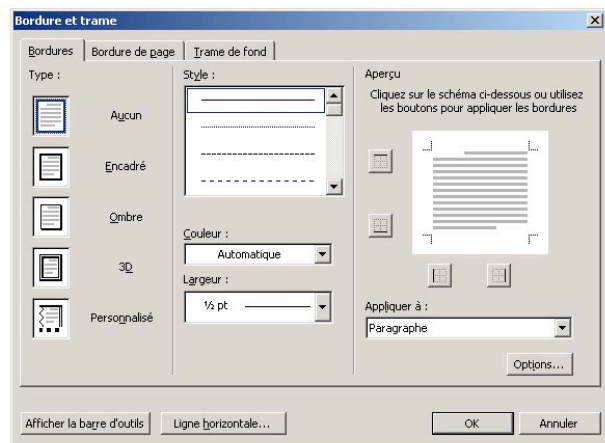 Bordure et trame
Bordures
Bordure de page
Trame de fond
Type :
Aucun
Encadré
Ombre
3D
Personnalisé
Style :
Couleur :
Automatique
Largeur :
½ pt
Aperçu
Cliquez sur le schéma ci-dessous ou utilisez
les boutons pour appliquer les bordures
Appliquer à :
Paragraphe
Options...
Afficher la barre d'outils
Ligne horizontale...
OK
Annuler